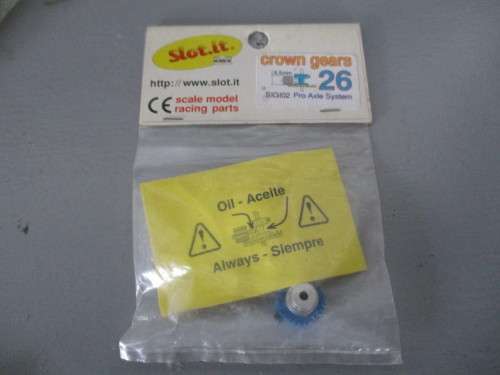 Slot.it.
http://www.slot.it
CE scale model
racing parts
crown gears
26
Pro Axle System
Oil - Aceite
Always - Siempre